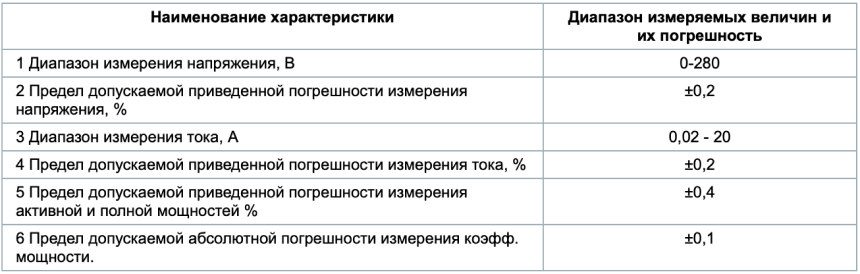 Наименование характеристики
Диапазон измеряемых величин и
их погрешность
1 Диапазон измерения напряжения, В
0-280
2 Предел допускаемой приведенной погрешности измерения
напряжения, %
±0,2
3 Диапазон измерения тока, А
0,02 - 20
4 Предел допускаемой приведенной погрешности измерения тока, %
±0,2
5 Предел допускаемой приведенной погрешности измерения
активной и полной мощностей %
±0,4
6 Предел допускаемой абсолютной погрешности измерения коэфф.
мощности.
±0,1